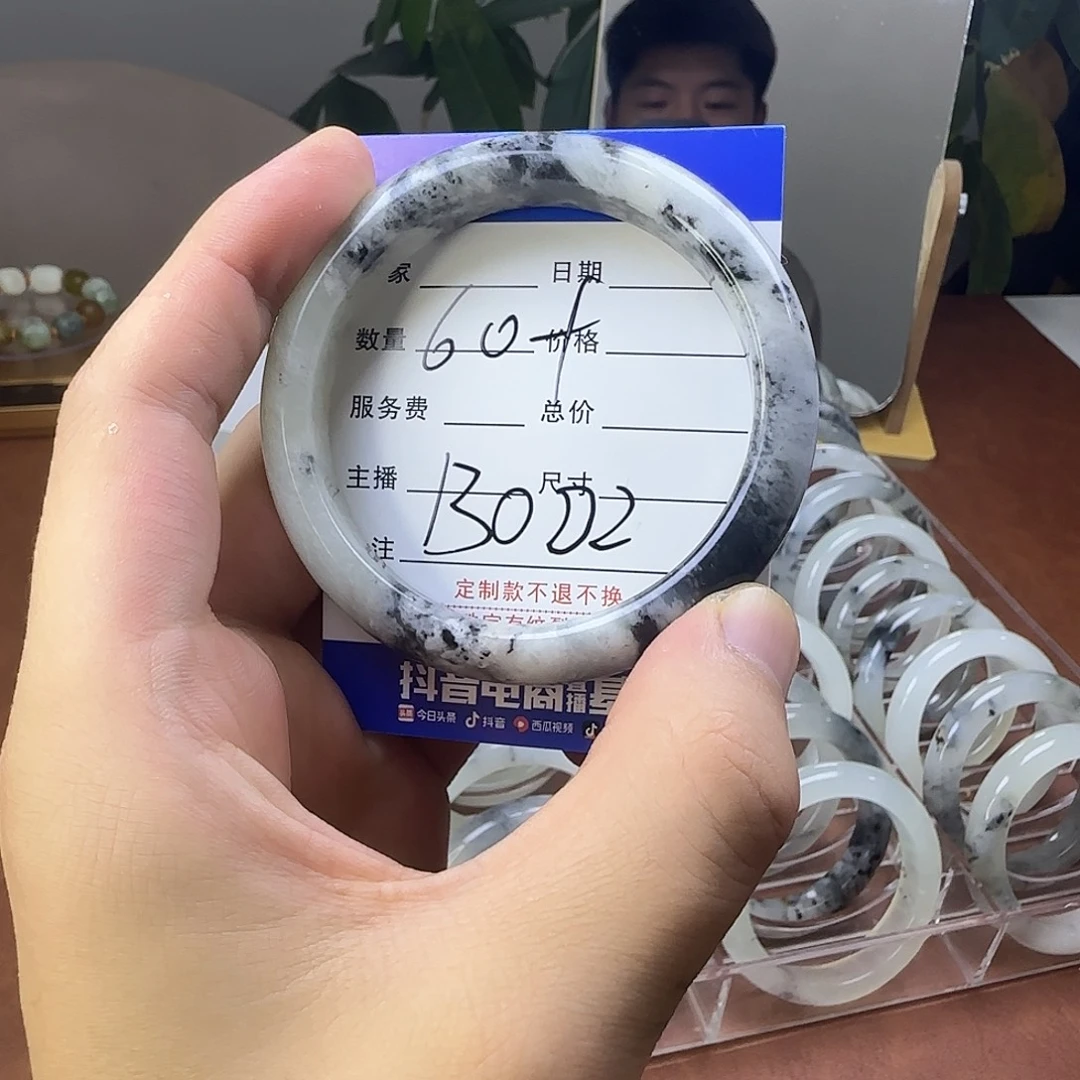 家 日期
数量 60+ 价格
服务费 总价
主播 尺寸
130
注
定制款不退不换
抖音电商直播基
今日头条 抖音 西瓜视频